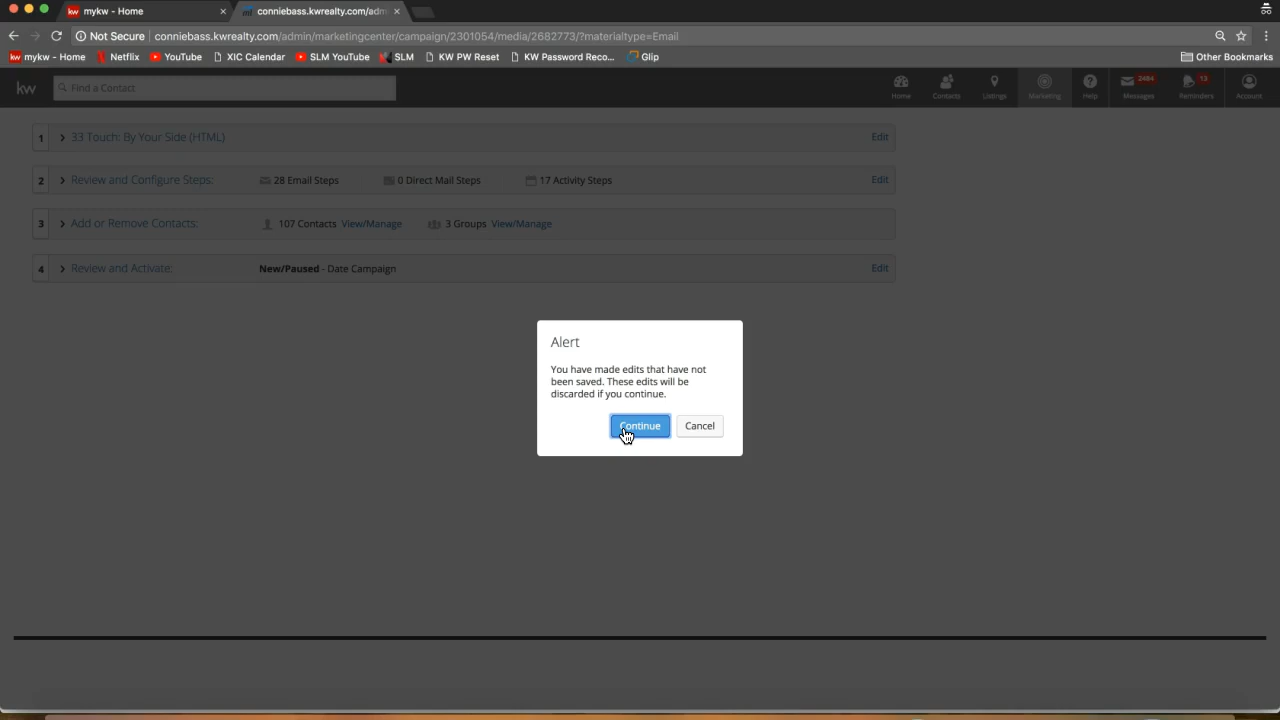 mykw - Home
conniebass.kwrealty.com/adm
Not Secure conniebass.kwrealty.com/admin/marketingcenter/campaign/2301054/media/2682773/?materialtype=Email
mykw - Home Netflix YouTube XIC Calendar SLM YouTube SLM KW PW Reset KW Password Reco... Glip Other Bookmarks
kw Find a Contact Home Contacts Listings Marketing Help Messages 2484 Reminders 13 Account
1 33 Touch: By Your Side (HTML) Edit
2 Review and Configure Steps: 28 Email Steps 0 Direct Mail Steps 17 Activity Steps Edit
3 Add or Remove Contacts: 107 Contacts View/Manage 3 Groups View/Manage
4 Review and Activate: New/Paused - Date Campaign Edit
Alert
You have made edits that have not
been saved. These edits will be
discarded if you continue.
Continue Cancel